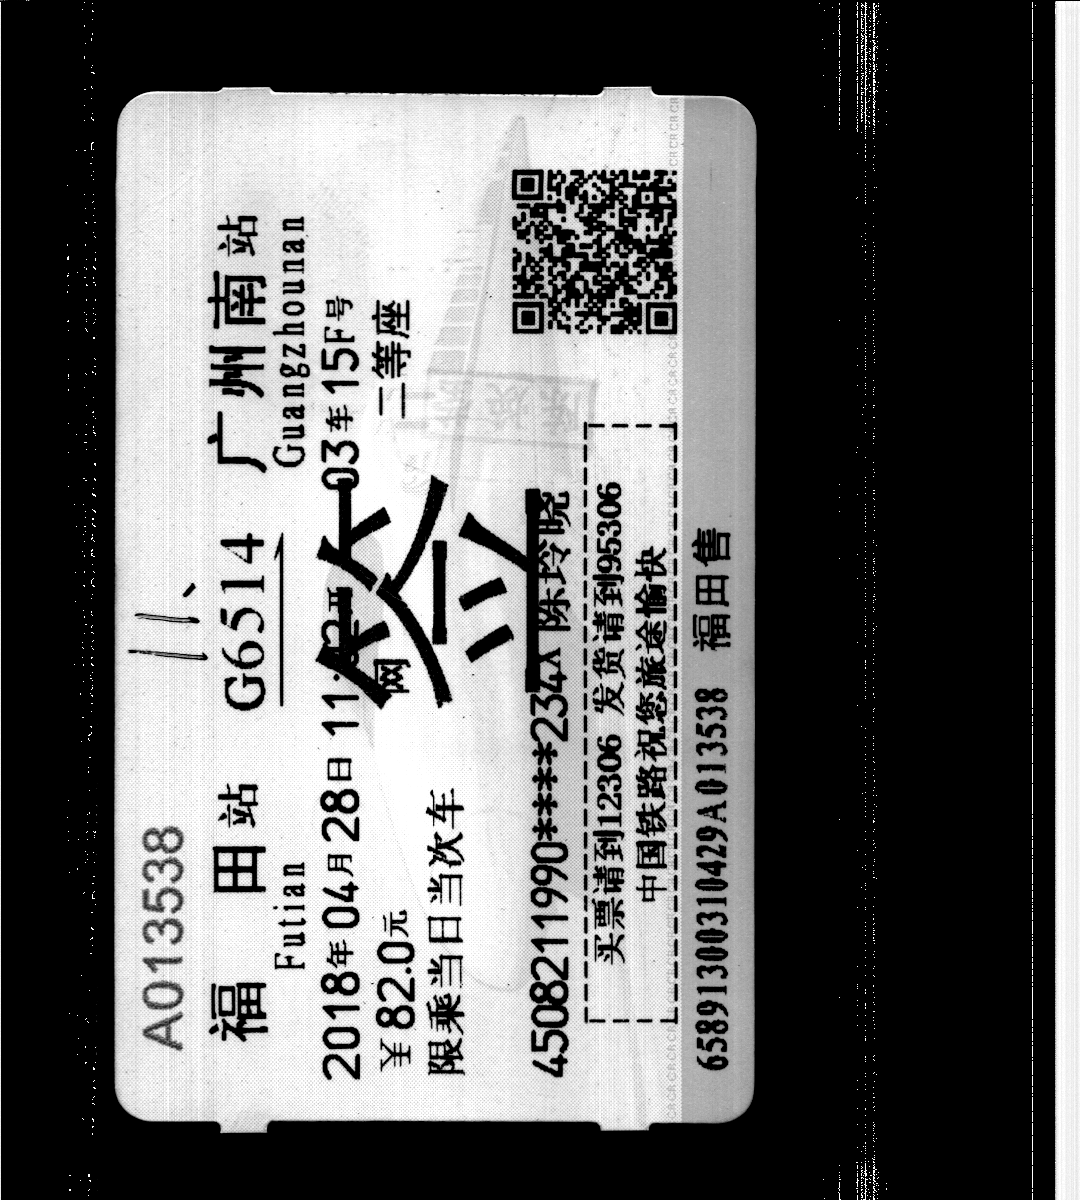 A013538
11、
福田站 G6514 广州南站
Futian Guangzhounan
2018年04月28日 03车15F号
¥82.0元 网 二等座
限乘当日当次车
签
4508211990****234X 陈玲晓
买票请到12306 发货请到95306
中国铁路祝您旅途愉快
65891300310429A013538 福田售